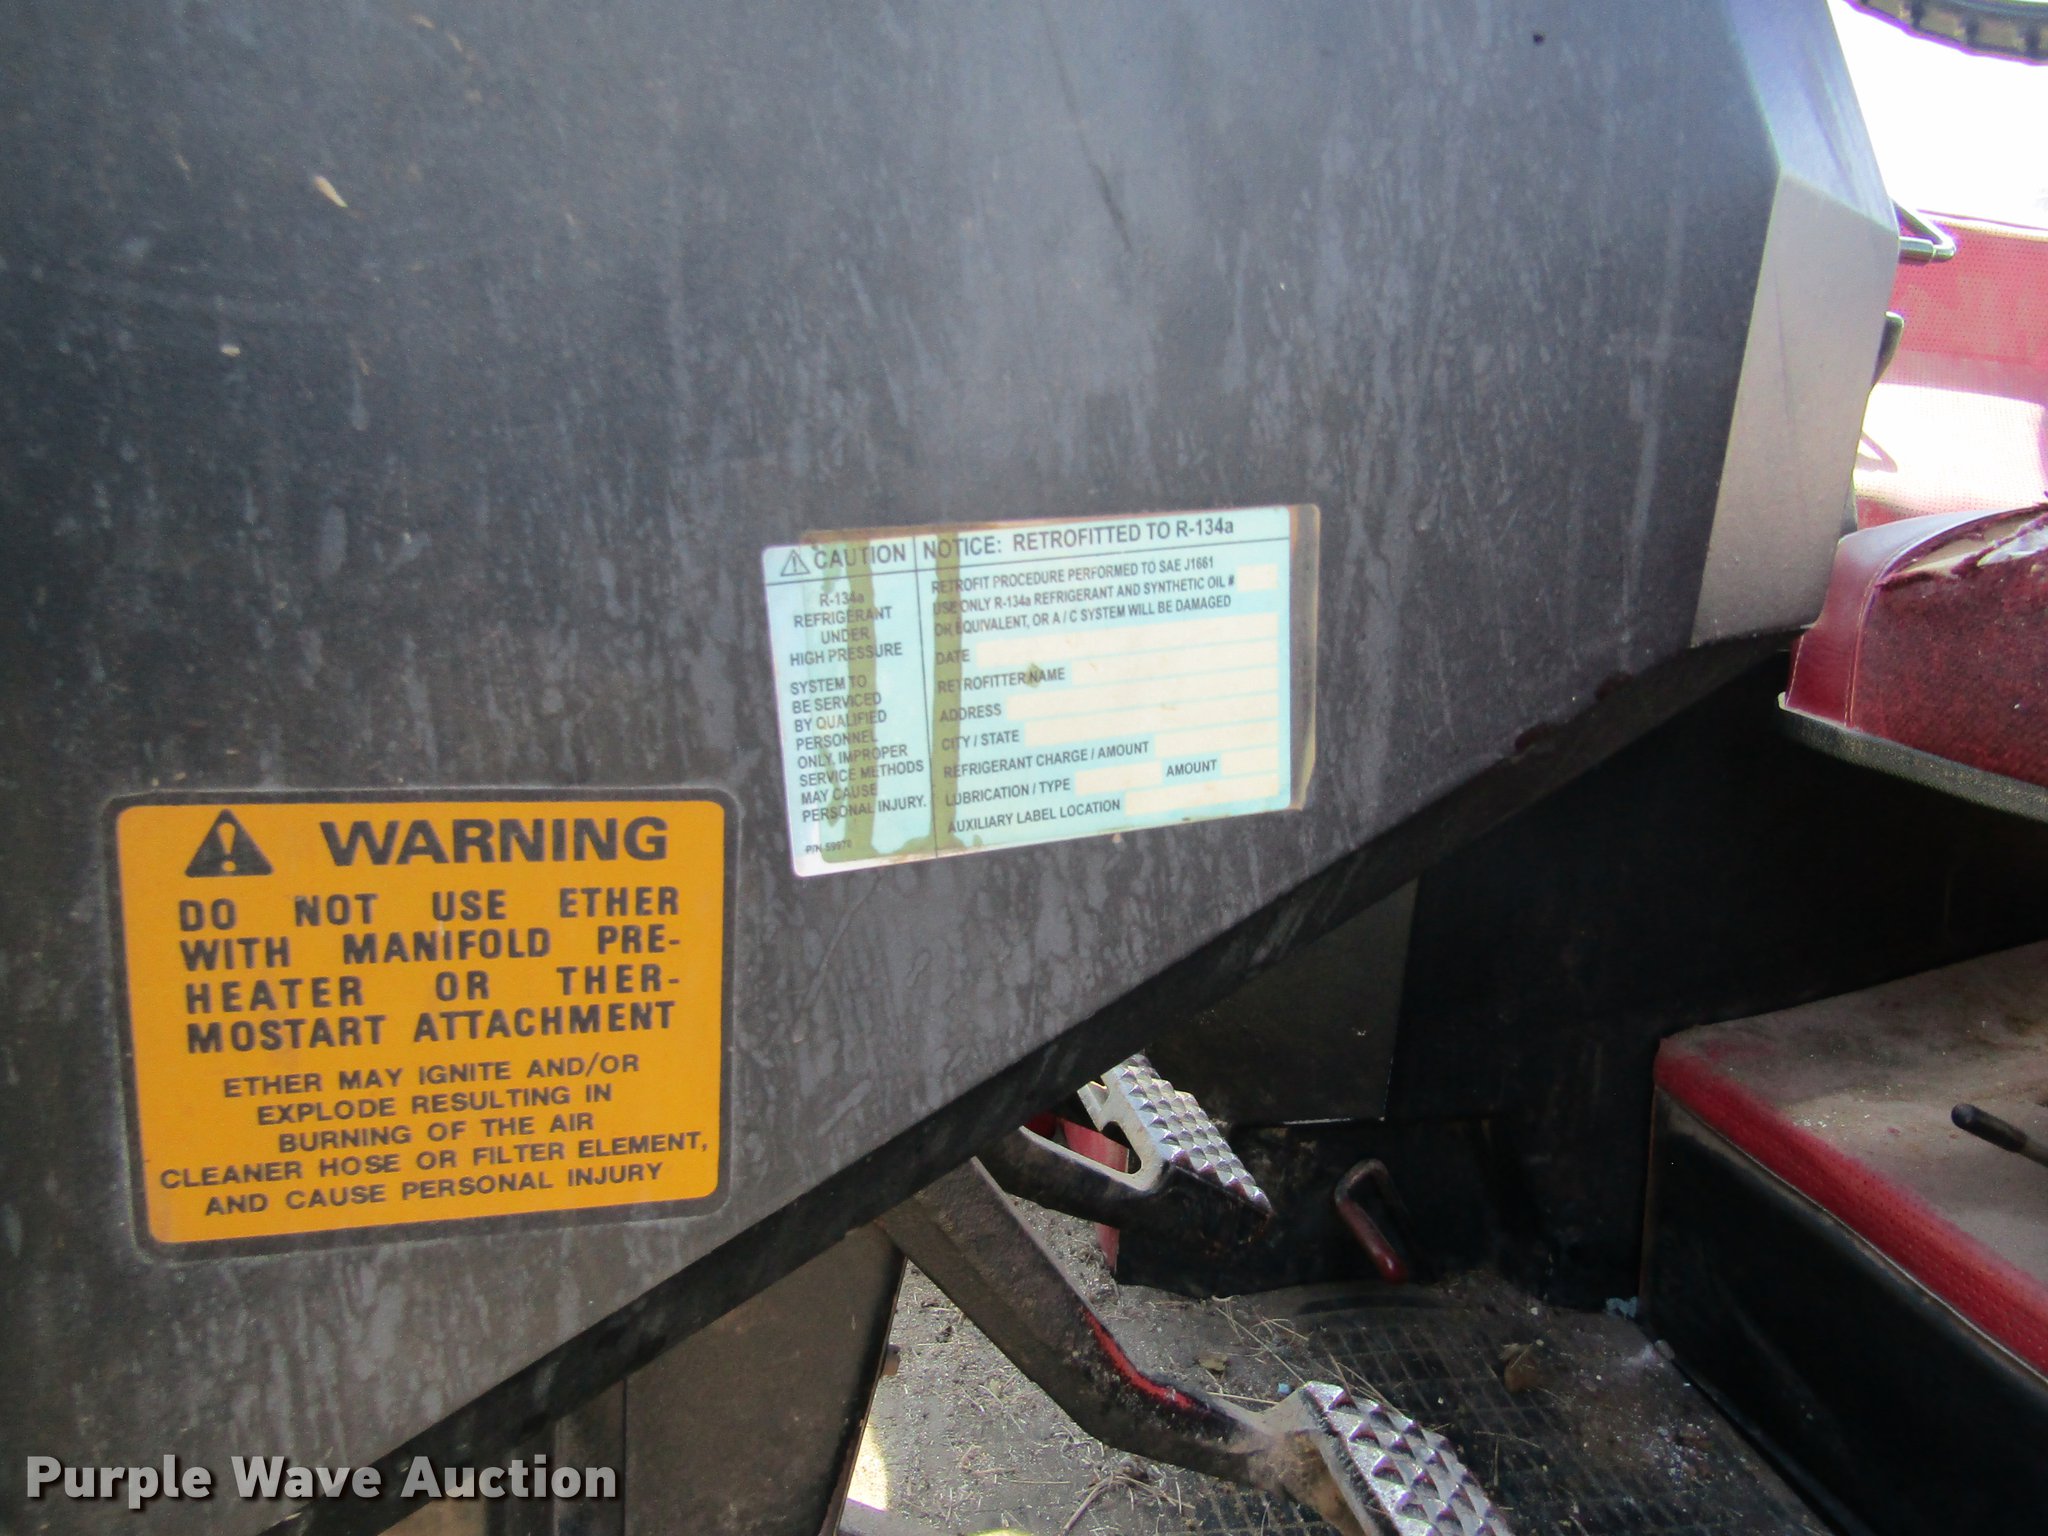 CAUTION
R-134a
REFRIGERANT
UNDER
HIGH PRESSURE
SYSTEM TO
BE SERVICED
BY QUALIFIED
PERSONNEL
ONLY. IMPROPER
SERVICE METHODS
MAY CAUSE
PERSONAL INJURY.
P/N
NOTICE: RETROFITTED TO R-134a
RETROFIT PROCEDURE PERFORMED TO SAE J1661
USE ONLY R-134a REFRIGERANT AND SYNTHETIC OIL #
OR EQUIVALENT, OR A / C SYSTEM WILL BE DAMAGED
DATE
RETROFITTER NAME
ADDRESS
CITY / STATE
REFRIGERANT CHARGE / AMOUNT
LUBRICATION / TYPE AMOUNT
AUXILIARY LABEL LOCATION
WARNING
DO NOT USE ETHER
WITH MANIFOLD PRE-
HEATER OR THER-
MOSTART ATTACHMENT
ETHER MAY IGNITE AND/OR
EXPLODE RESULTING IN
BURNING OF THE AIR
CLEANER HOSE OR FILTER ELEMENT,
AND CAUSE PERSONAL INJURY
Purple Wave Auction